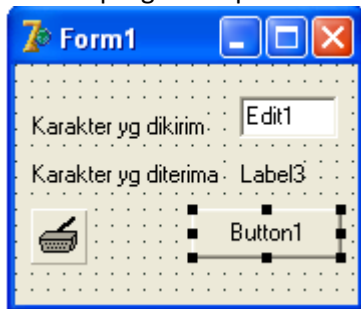 Form1
Karakter yg dikirim Edit1
Karakter yg diterima Label3
Button1